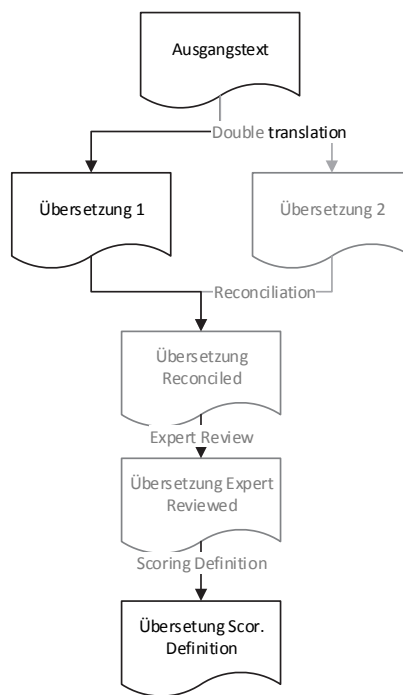 Ausgangstext
Double translation
Übersetzung 1
Übersetzung 2
Reconciliation
Übersetzung
Reconciled
Expert Review
Übersetzung Expert
Reviewed
Scoring Definition
Übersetung Scor.
Definition